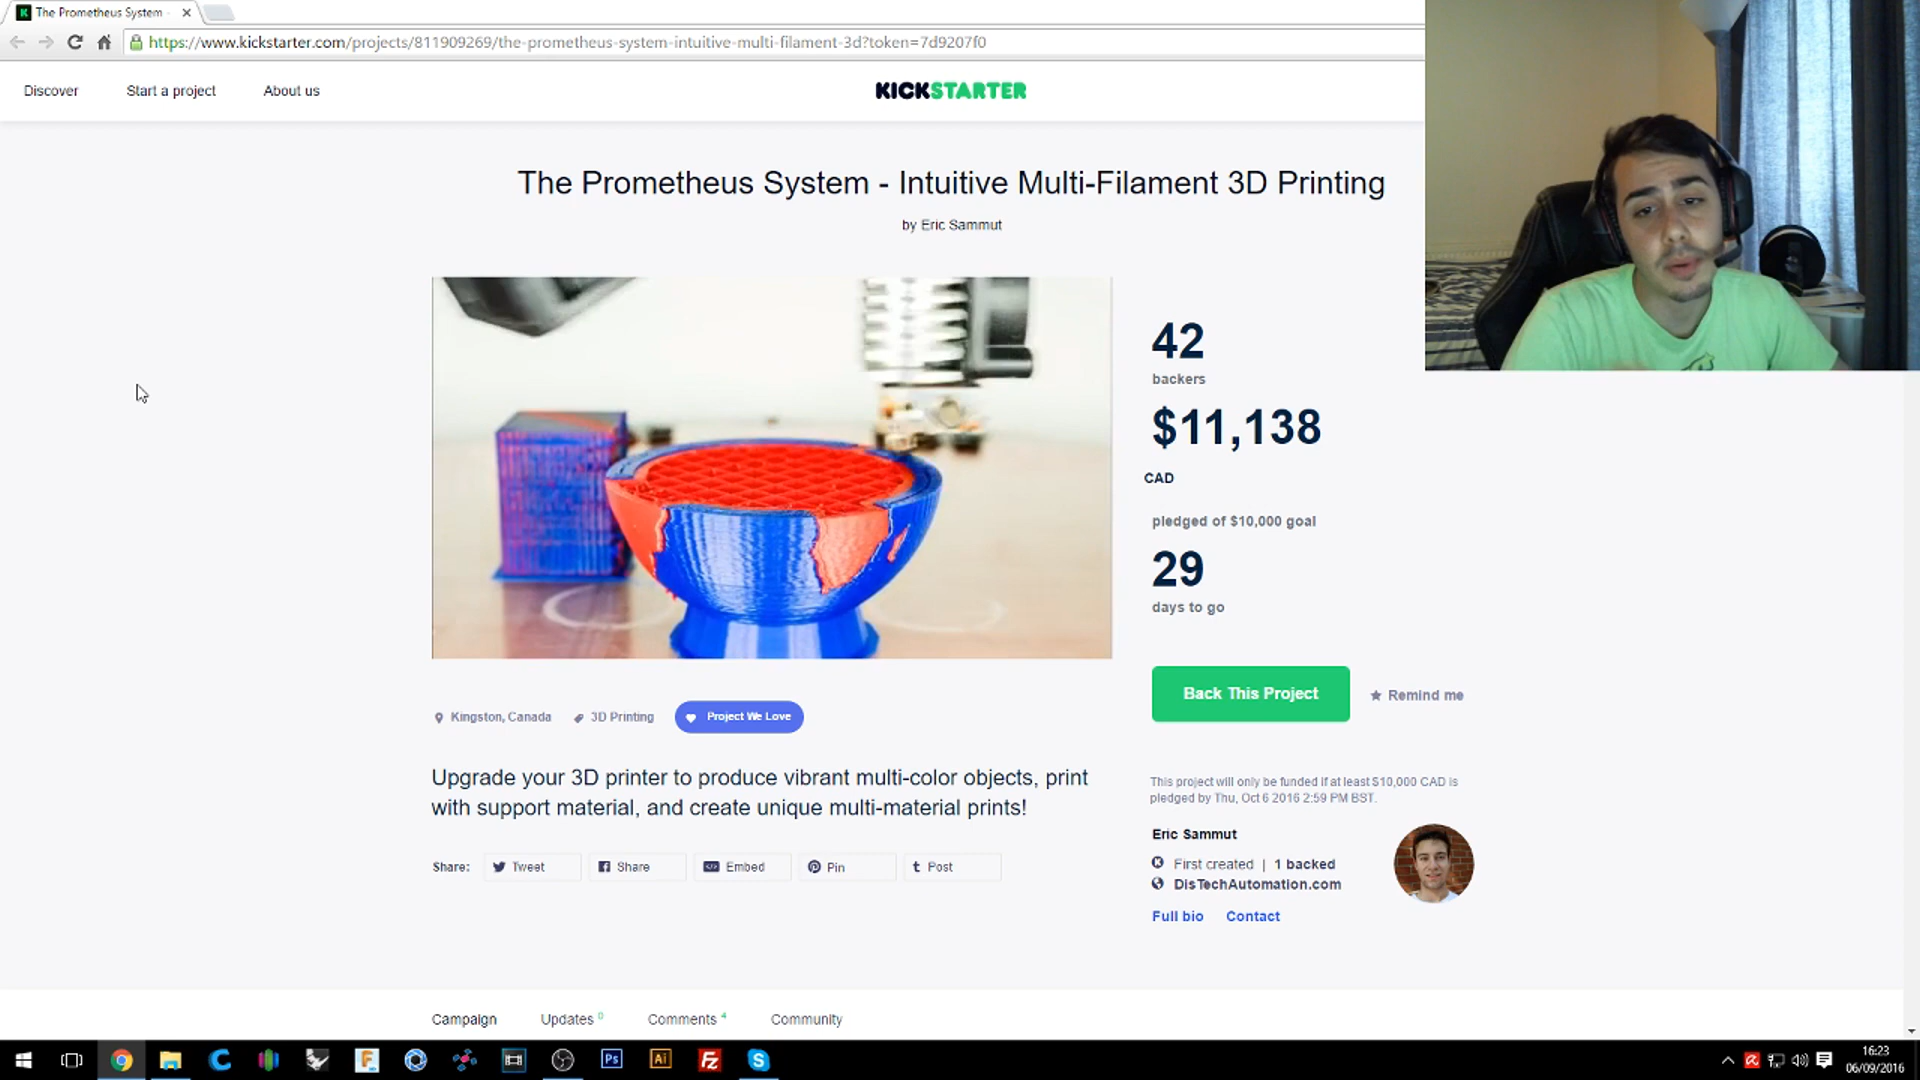 The Prometheus System -
https://www.kickstarter.com/projects/811909269/the-prometheus-system-intuitive-multi-filament-3d?token=7d9207f0
Discover
Start a project
About us
KICKSTARTER
The Prometheus System - Intuitive Multi-Filament 3D Printing
by Eric Sammut
42
backers
$11,138
CAD
pledged of $10,000 goal
29
days to go
Back This Project
Remind me
Kingston, Canada
3D Printing
Project We Love
Upgrade your 3D printer to produce vibrant multi-color objects, print
with support material, and create unique multi-material prints!
This project will only be funded if at least $10,000 CAD is
pledged by Thu, Oct 6 2016 2:59 PM BST.
Share:
Tweet
Share
Embed
Pin
Post
Eric Sammut
First created | 1 backed
DisTechAutomation.com
Full bio
Contact
Campaign
Updates 0
Comments 4
Community
Ps
Ai
Fz
16:23
06/09/2016